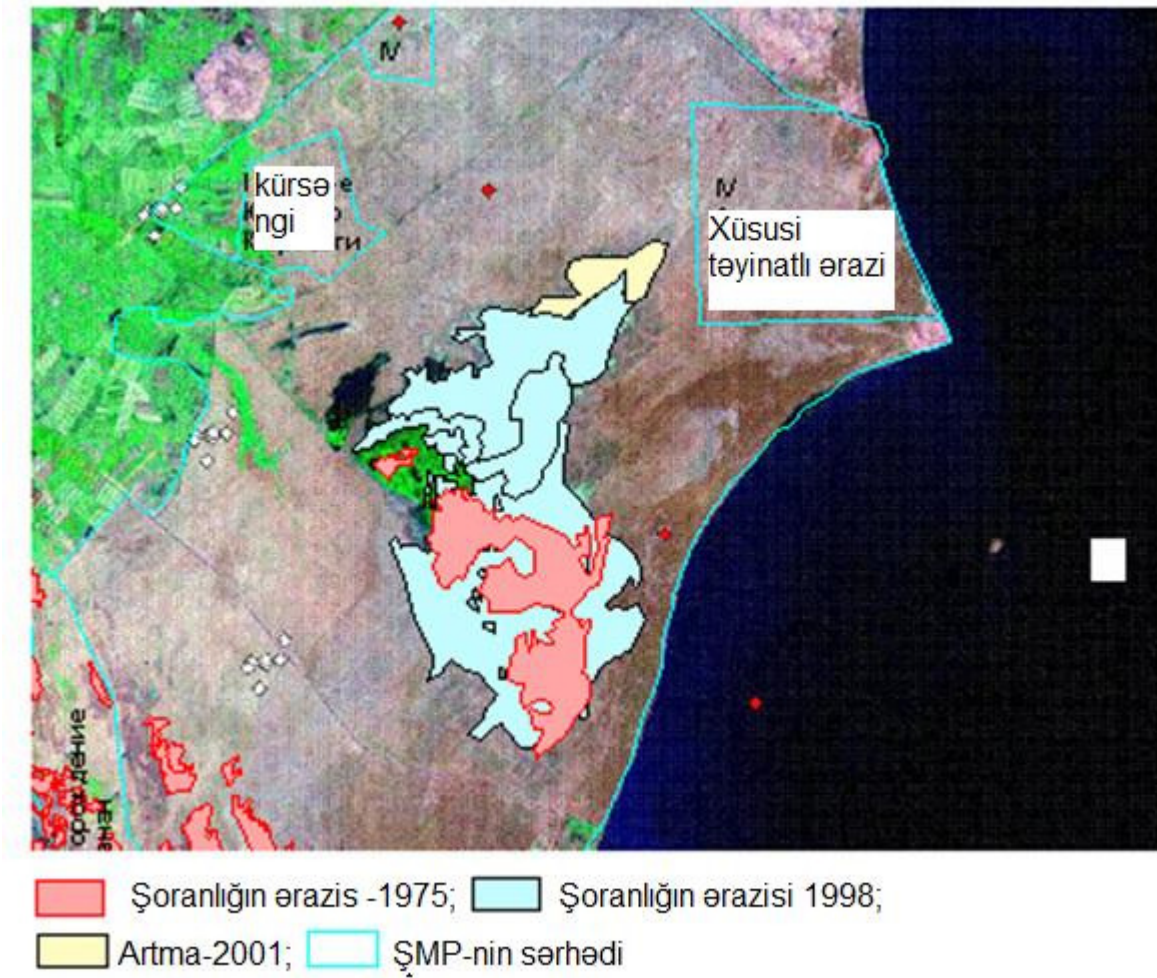 IV
kürsə
ngi
IV
Xüsusi
təyinatlı ərazi
Şoranlığın ərazis -1975;
Şoranlığın ərazisi 1998;
Artma-2001;
ŞMP-nin sərhədi